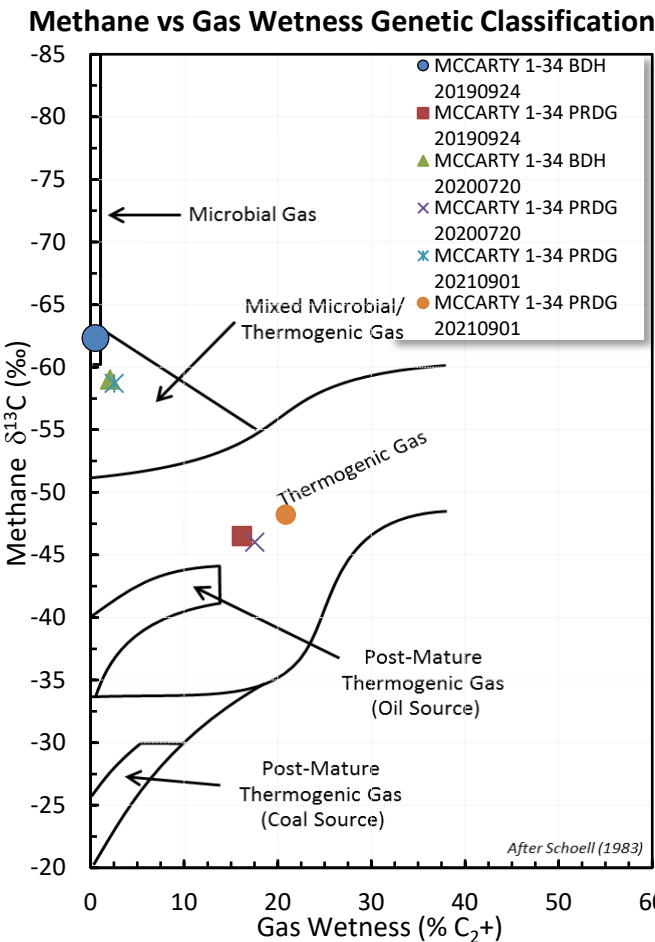 Methane vs Gas Wetness Genetic Classification
-85
-80
-75
-70
-65
-60
-55
-50
-45
-40
-35
-30
-25
-20
Methane δ13C (‰)
MCCARTY 1-34 BDH
20190924
MCCARTY 1-34 PRDG
20190924
MCCARTY 1-34 BDH
20200720
MCCARTY 1-34 PRDG
20200720
MCCARTY 1-34 PRDG
20210901
MCCARTY 1-34 PRDG
20210901
Microbial Gas
Mixed Microbial/
Thermogenic Gas
Thermogenic Gas
Post-Mature
Thermogenic Gas
(Oil Source)
Post-Mature
Thermogenic Gas
(Coal Source)
After Schoell (1983)
0 10 20 30 40 50 60
Gas Wetness (% C2+)